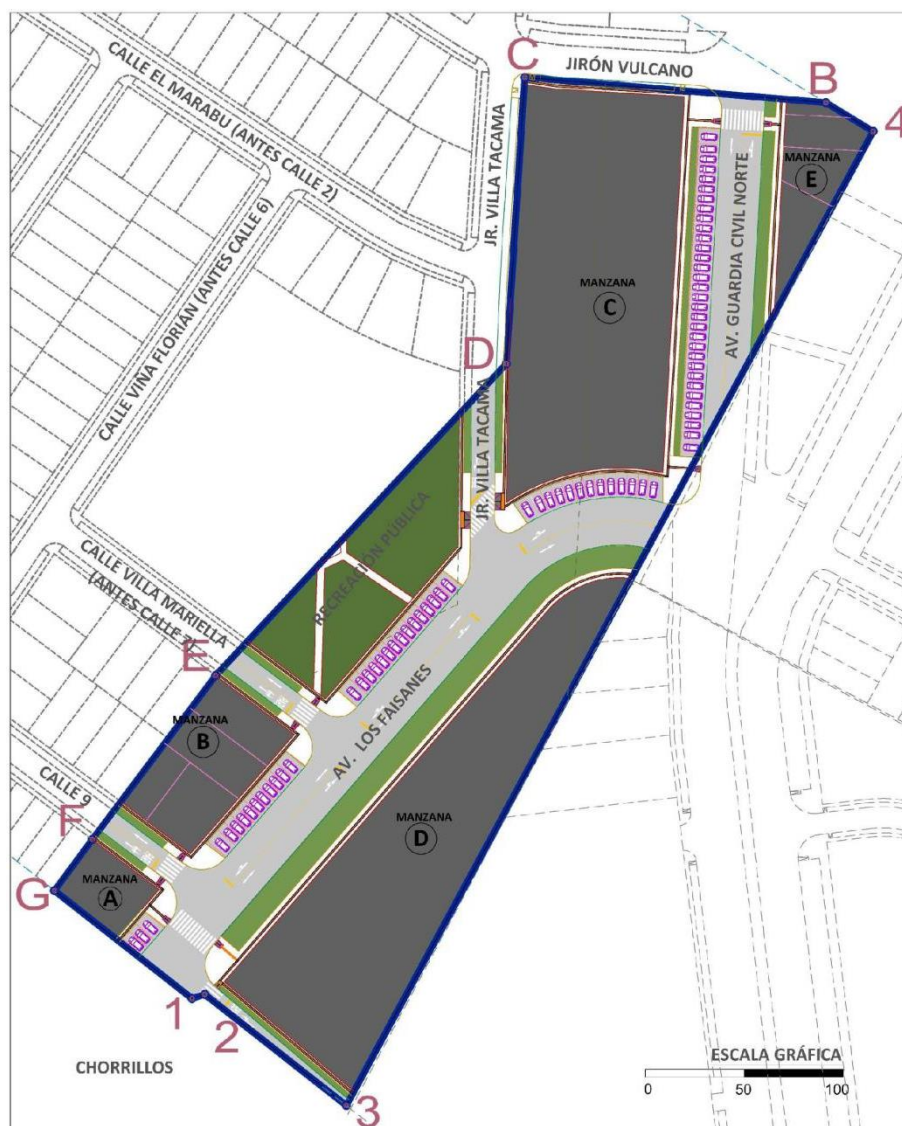 C
JIRÓN VULCANO
B
4
CALLE EL MARABU (ANTES CALLE 2)
JR. VILLA TACAMA
MANZANA
E
CALLE VIÑA FLORIÁN (ANTES CALLE 6)
MANZANA
C
AV. GUARDIA CIVIL NORTE
D
JR. VILLA TACAMA
RECREACIÓN PÚBLICA
CALLE VILLA MARIELLA
(ANTES CALLE 7)
E
MANZANA
B
AV. LOS FAISANES
CALLE 9
F
MANZANA
D
G
MANZANA
A
1
2
CHORRILLOS
ESCALA GRÁFICA
0 50 100
3